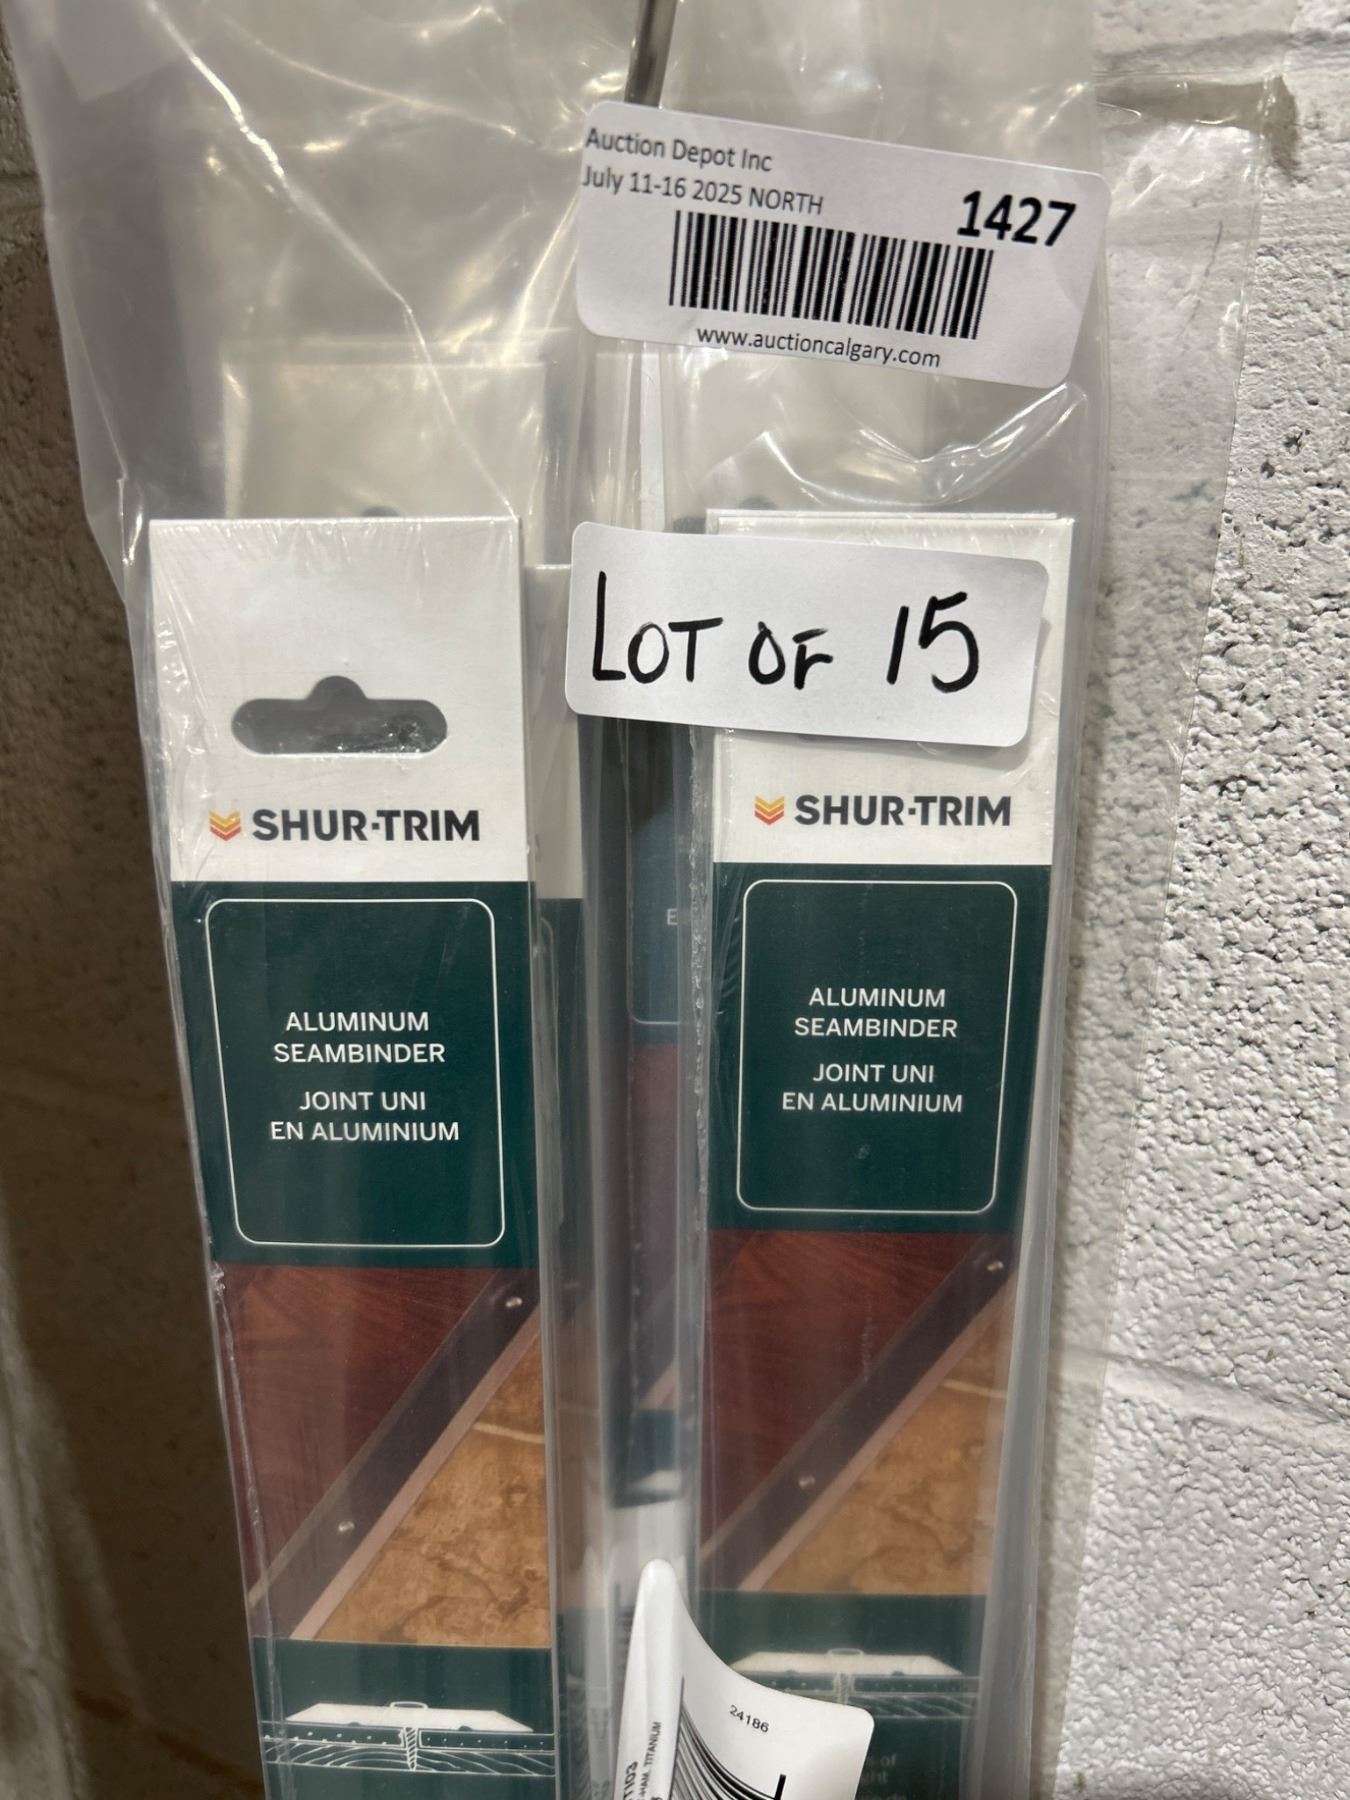 Auction Depot Inc
July 11-16 2025 NORTH
1427
www.auctioncalgary.com
LOT OF 15
SHUR-TRIM
ALUMINUM
SEAMBINDER
JOINT UNI
EN ALUMINIUM
SHUR-TRIM
ALUMINUM
SEAMBINDER
JOINT UNI
EN ALUMINIUM
24186
TITANIUM